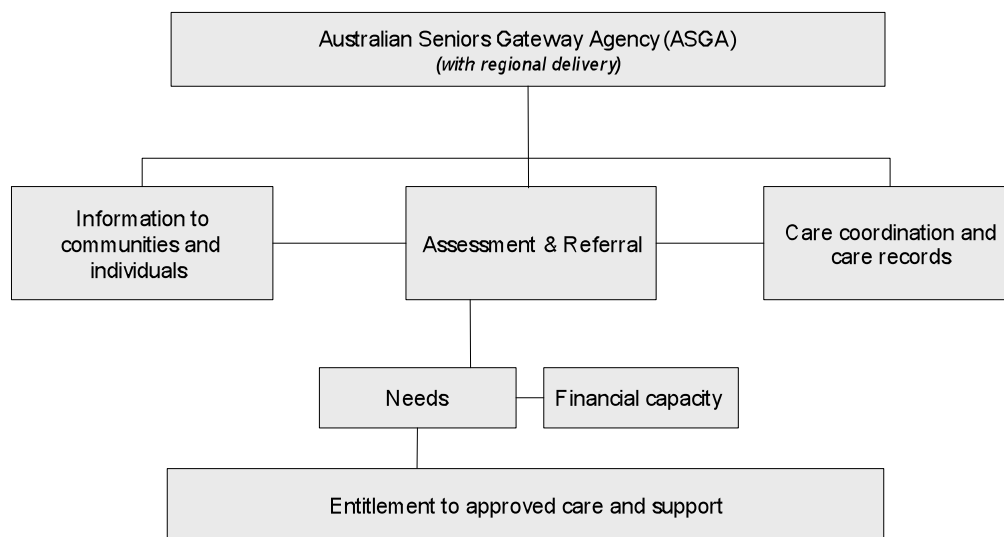 Australian Seniors Gateway Agency (ASGA)
(with regional delivery)
Information to
communities and
individuals
Assessment & Referral
Care coordination and
care records
Needs
Financial capacity
Entitlement to approved care and support